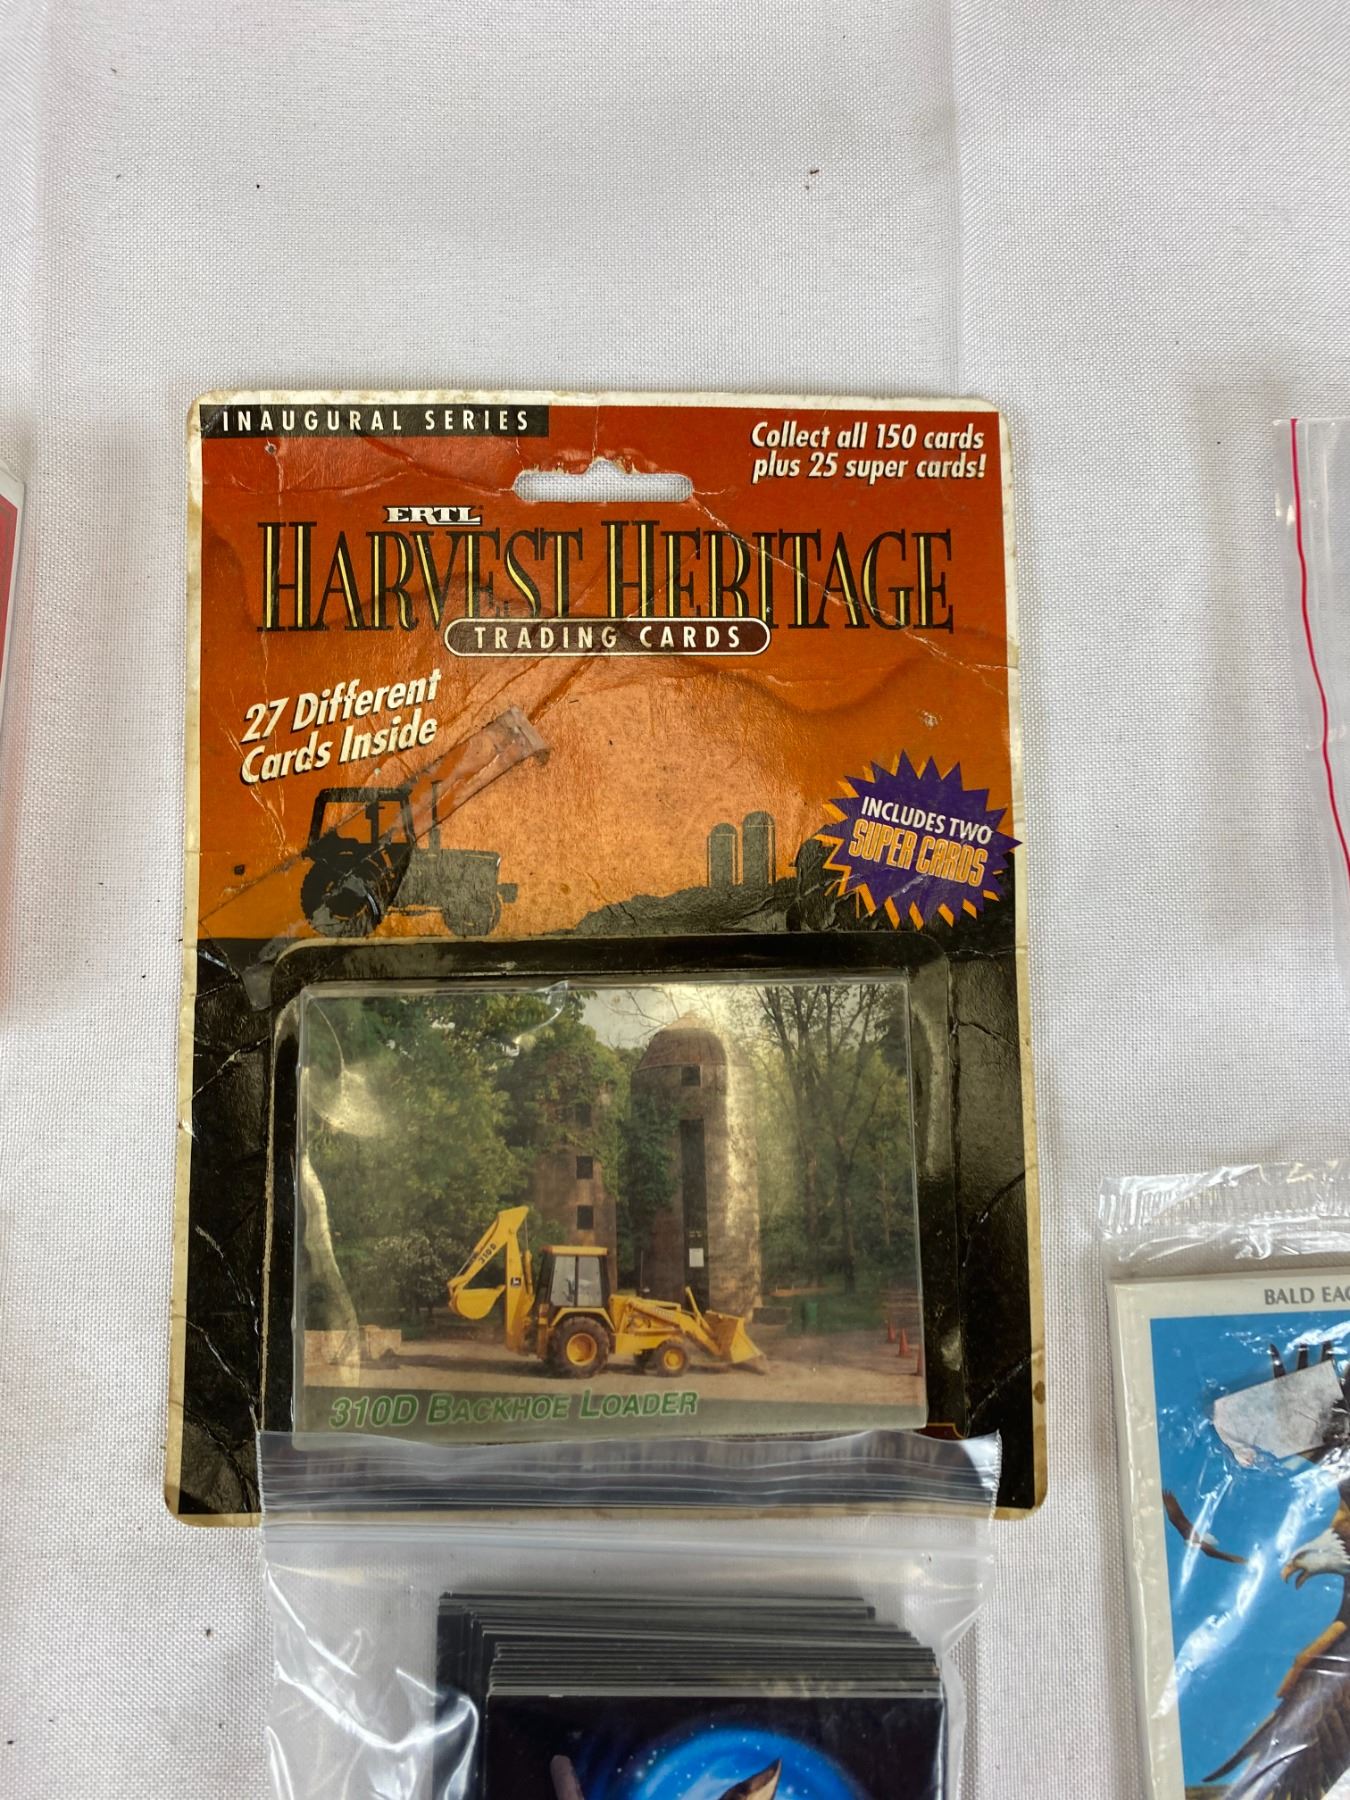 INAUGURAL SERIES
Collect all 150 cards
plus 25 super cards!
ERTL
HARVEST HERITAGE
TRADING CARDS
27 Different
Cards Inside
INCLUDES TWO
SUPER CARDS
310D
310D BACKHOE LOADER
BALD